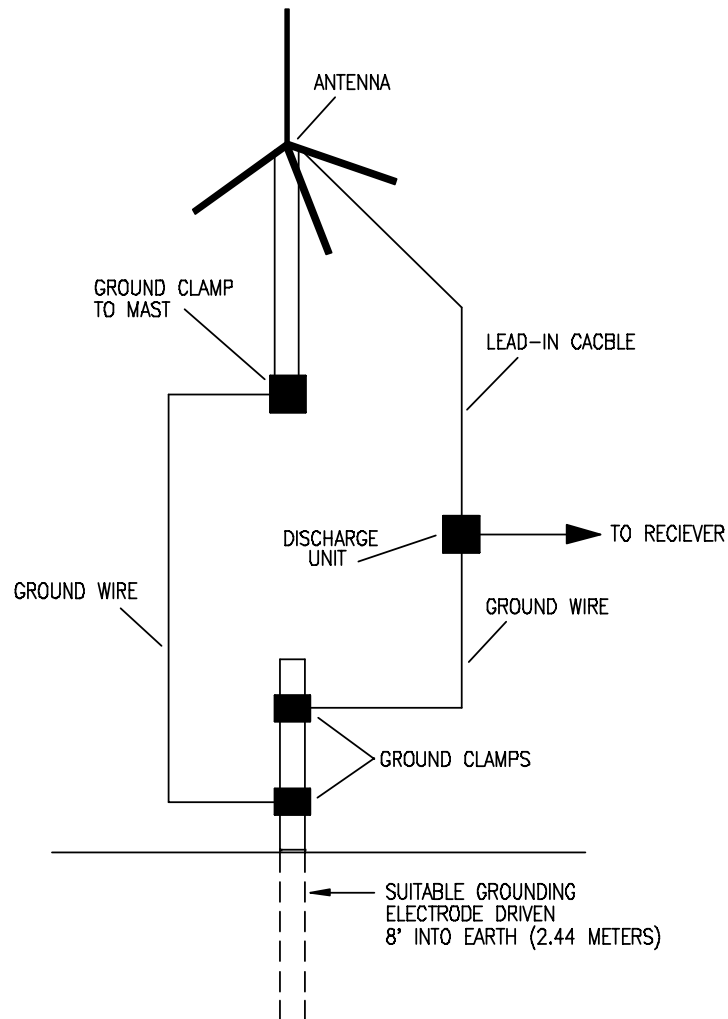 ANTENNA
GROUND CLAMP
TO MAST
LEAD-IN CACBLE
DISCHARGE
UNIT
TO RECIEVER
GROUND WIRE
GROUND WIRE
GROUND CLAMPS
SUITABLE GROUNDING
ELECTRODE DRIVEN
8' INTO EARTH (2.44 METERS)